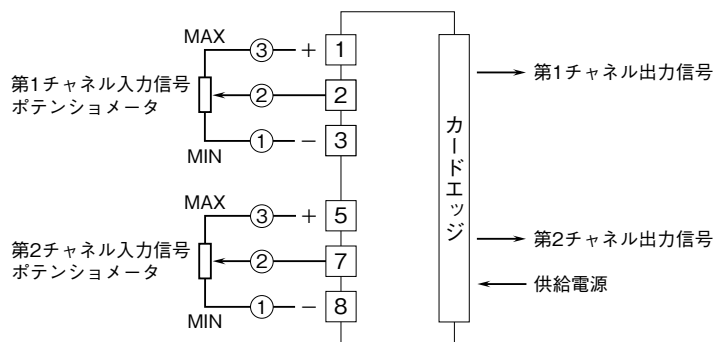 MAX
③ + 1
第1チャネル入力信号
ポテンショメータ
② 2
① − 3
MIN
MAX
③ + 5
第2チャネル入力信号
ポテンショメータ
② 7
① − 8
MIN
カードエッジ
第1チャネル出力信号
第2チャネル出力信号
供給電源